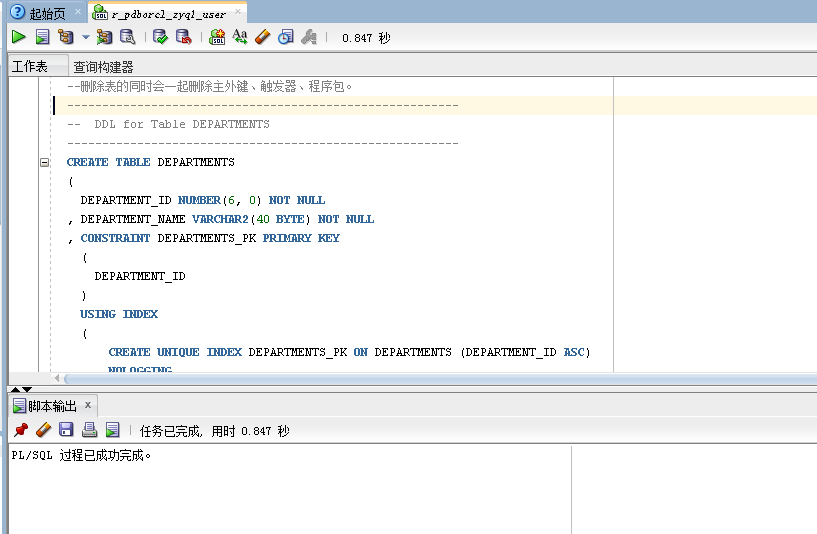 起始页 ×
r_pdborcl_zyq1_user ×
0.847 秒
工作表 查询构建器
--删除表的同时会一起删除主外键、触发器、程序包。
--------------------------------------------------------
--  DDL for Table DEPARTMENTS
--------------------------------------------------------
CREATE TABLE DEPARTMENTS
(
DEPARTMENT_ID NUMBER(6, 0) NOT NULL
, DEPARTMENT_NAME VARCHAR2(40 BYTE) NOT NULL
, CONSTRAINT DEPARTMENTS_PK PRIMARY KEY
(
DEPARTMENT_ID
)
USING INDEX
(
CREATE UNIQUE INDEX DEPARTMENTS_PK ON DEPARTMENTS (DEPARTMENT_ID ASC)
NOLOGGING
脚本输出 ×
任务已完成, 用时 0.847 秒
PL/SQL 过程已成功完成。